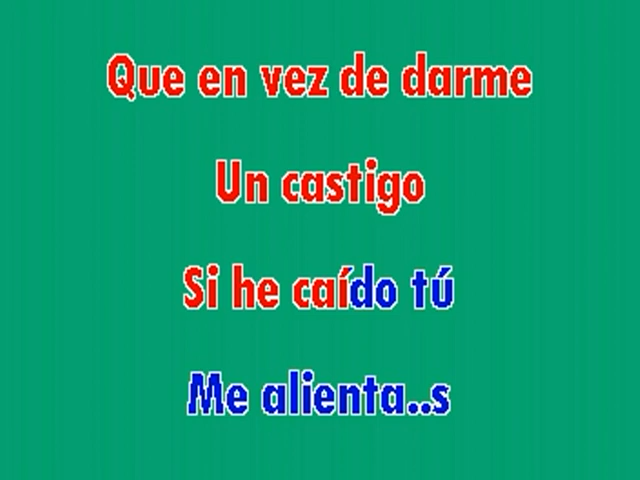 Que en vez de darme
Un castigo
Si he caído tú
Me alienta..s